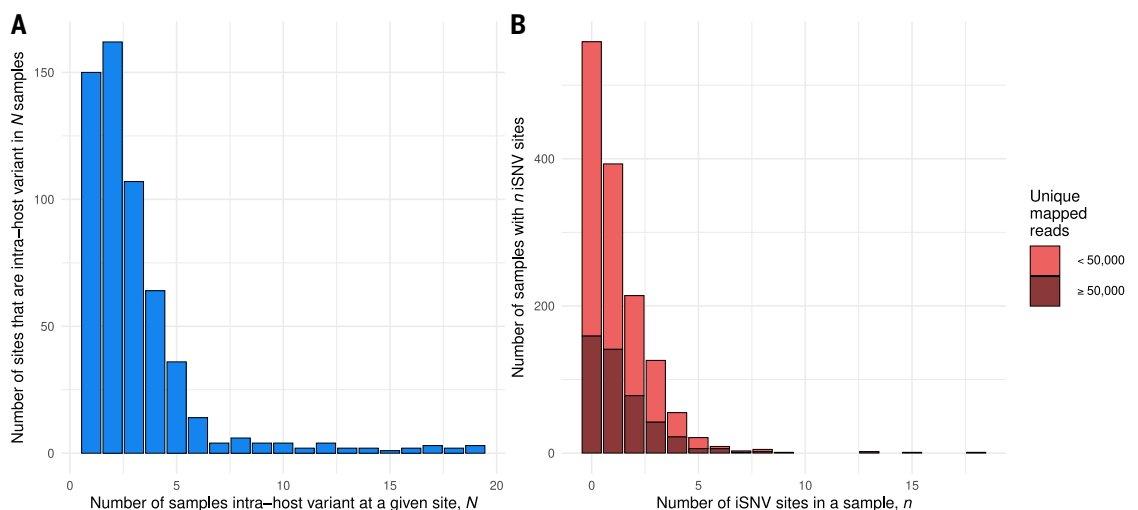 A
Number of sites that are intra−host variant in N samples
150
100
50
0
0
5
10
15
20
Number of samples intra−host variant at a given site, N
B
Number of samples with n iSNV sites
400
200
0
0
5
10
15
Number of iSNV sites in a sample, n
Unique
mapped
reads
< 50,000
≥ 50,000